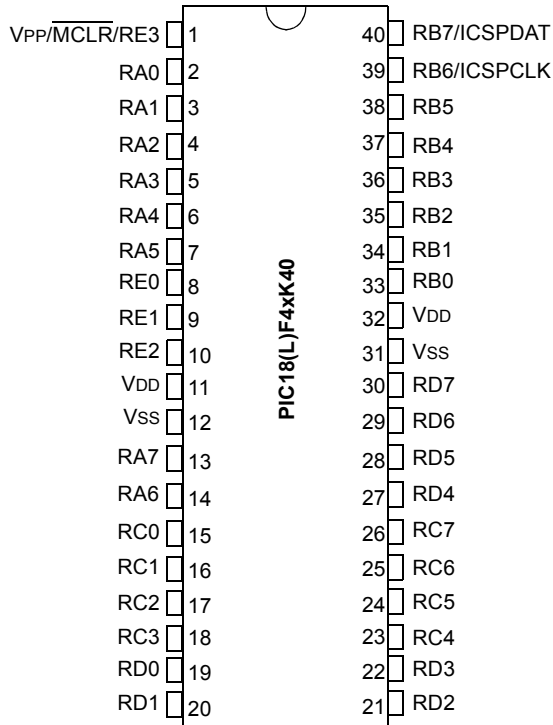 VPP/MCLR/RE3 1 40 RB7/ICSPDAT
RA0 2 39 RB6/ICSPCLK
RA1 3 38 RB5
RA2 4 37 RB4
RA3 5 36 RB3
RA4 6 35 RB2
RA5 7 34 RB1
RE0 8 33 RB0
RE1 9 32 VDD
RE2 10 31 VSS
VDD 11 30 RD7
VSS 12 29 RD6
RA7 13 28 RD5
RA6 14 27 RD4
RC0 15 26 RC7
RC1 16 25 RC6
RC2 17 24 RC5
RC3 18 23 RC4
RD0 19 22 RD3
RD1 20 21 RD2
PIC18(L)F4xK40